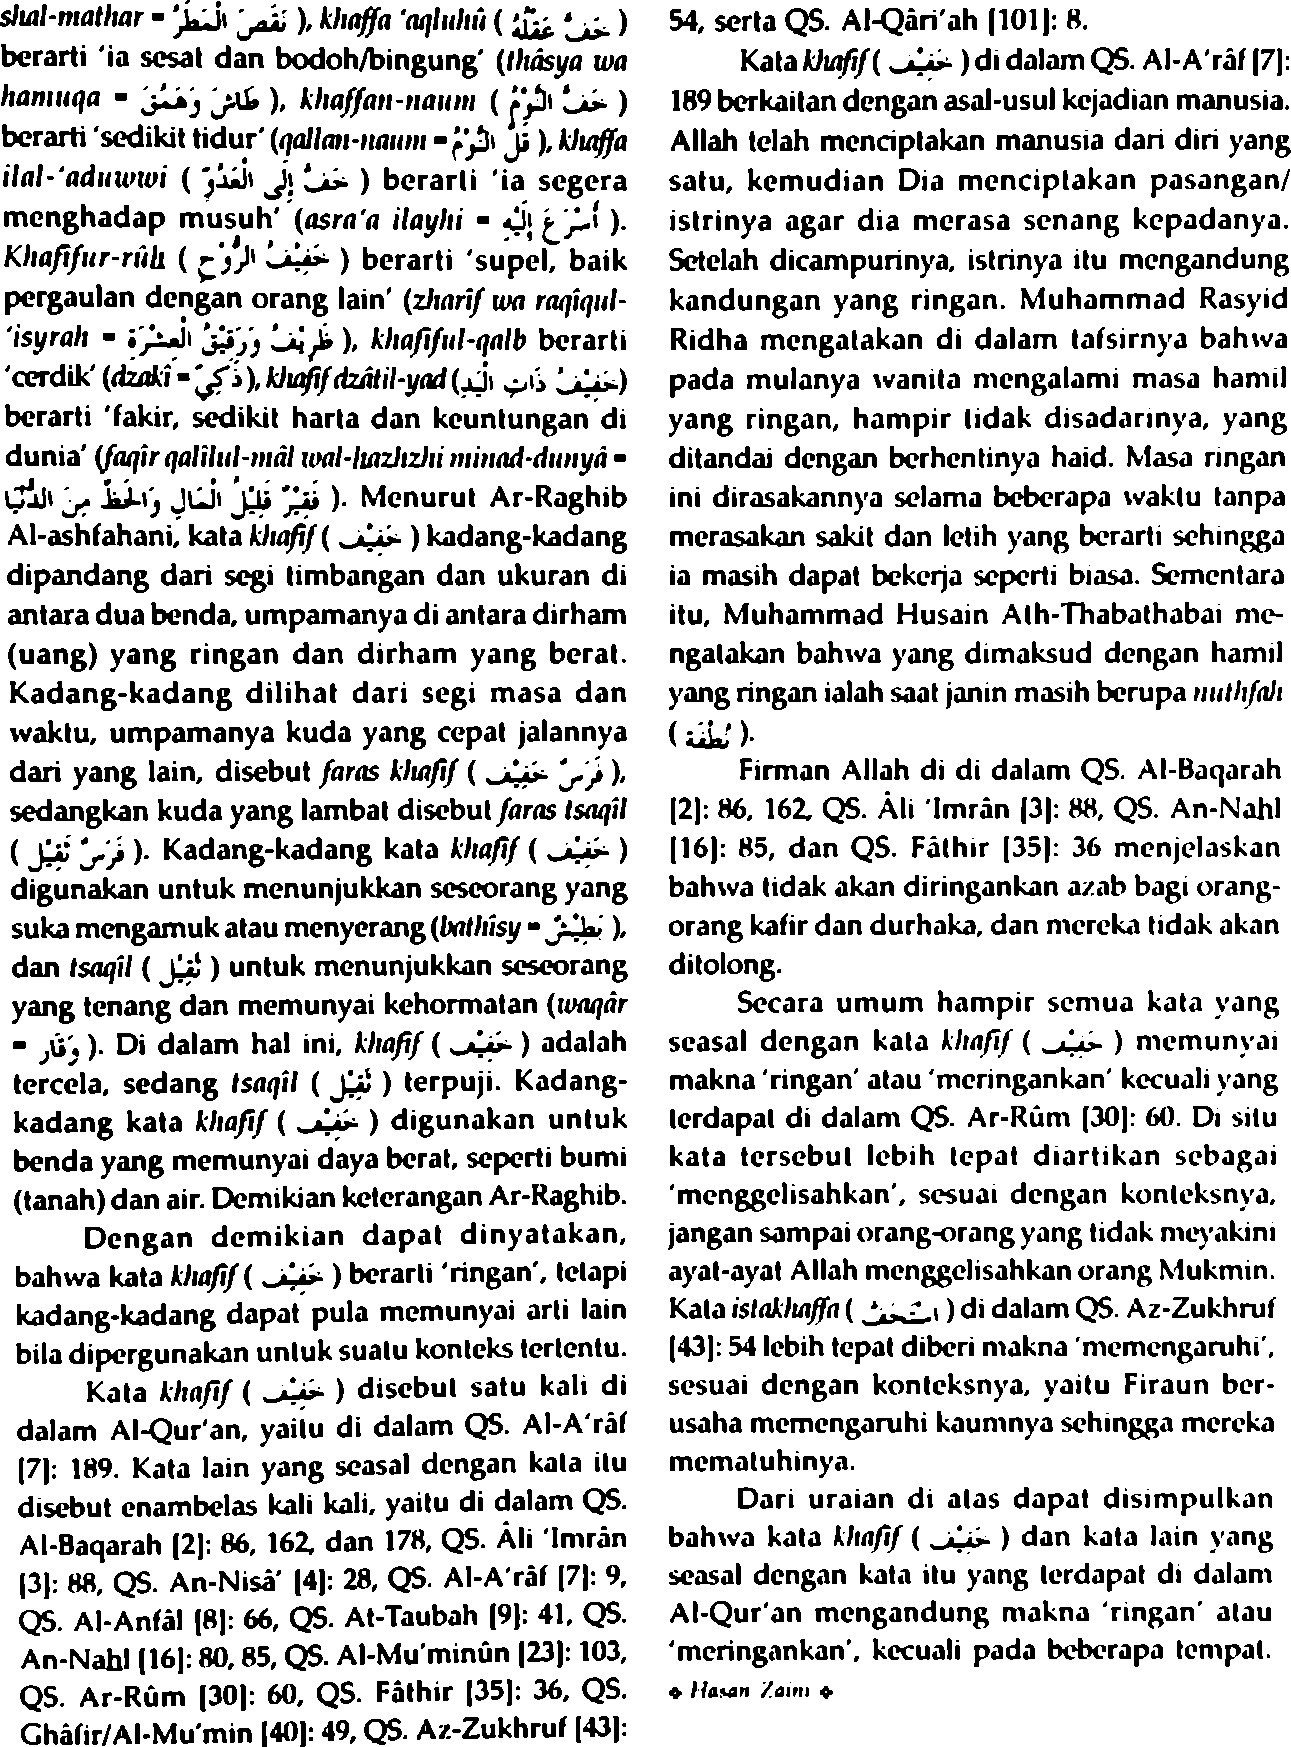 shul-mathar = نَقَصَ الْمَطَرُ ), khaffa 'aqluhû ( خَفَّ عَقْلُهُ )
berarti 'ia sesat dan bodoh/bingung' (thâsya wa
hamuqa = طَاشَ وَحَمُقَ ), khaffan-naum ( خَفَّ النَّوْمُ )
berarti 'sedikit tidur' (qallan-naum = قَلَّ النَّوْمُ ), khaffa
ilal-'aduwwi ( خَفَّ إِلَى الْعَدُوِّ ) berarti 'ia segera
menghadap musuh' (asra'a ilayhi = أَسْرَعَ إِلَيْهِ ).
Khafîfur-rûh ( خَفِيْفُ الرُّوْحِ ) berarti 'supel, baik
pergaulan dengan orang lain' (zharîf wa raqîqul-
'isyrah = ظَرِيْفٌ وَرَقِيْقُ الْعِشْرَةِ ), khafîful-qalb berarti
'cerdik' (dzakî = ذَكِيٌّ ), khafîf dzâtil-yad ( خَفِيْفُ ذَاتِ الْيَدِ )
berarti 'fakir, sedikit harta dan keuntungan di
dunia' (faqîr qalîlul-mâl wal-hazhzhi minad-dunyâ =
فَقِيْرٌ قَلِيْلُ الْمَالِ وَالْحَظِّ مِنَ الدُّنْيَا ). Menurut Ar-Raghib
Al-ashfahani, kata khafîf ( خَفِيْف ) kadang-kadang
dipandang dari segi timbangan dan ukuran di
antara dua benda, umpamanya di antara dirham
(uang) yang ringan dan dirham yang berat.
Kadang-kadang dilihat dari segi masa dan
waktu, umpamanya kuda yang cepat jalannya
dari yang lain, disebut faras khafîf ( فَرَسٌ خَفِيْف ),
sedangkan kuda yang lambat disebut faras tsaqîl
( فَرَسٌ ثَقِيْل ). Kadang-kadang kata khafîf ( خَفِيْف )
digunakan untuk menunjukkan seseorang yang
suka mengamuk atau menyerang (bathîsy = بَطِيْشٌ ),
dan tsaqîl ( ثَقِيْل ) untuk menunjukkan seseorang
yang tenang dan memunyai kehormatan (waqâr
= وَقَار ). Di dalam hal ini, khafîf ( خَفِيْف ) adalah
tercela, sedang tsaqîl ( ثَقِيْل ) terpuji. Kadang-
kadang kata khafîf ( خَفِيْف ) digunakan untuk
benda yang memunyai daya berat, seperti bumi
(tanah) dan air. Demikian keterangan Ar-Raghib.
Dengan demikian dapat dinyatakan,
bahwa kata khafîf ( خَفِيْف ) berarti 'ringan', tetapi
kadang-kadang dapat pula memunyai arti lain
bila dipergunakan untuk suatu konteks tertentu.
Kata khafîf ( خَفِيْف ) disebut satu kali di
dalam Al-Qur'an, yaitu di dalam QS. Al-A'râf
[7]: 189. Kata lain yang seasal dengan kata itu
disebut enambelas kali kali, yaitu di dalam QS.
Al-Baqarah [2]: 86, 162, dan 178, QS. Âli 'Imrân
[3]: 88, QS. An-Nisâ' [4]: 28, QS. Al-A'râf [7]: 9,
QS. Al-Anfâl [8]: 66, QS. At-Taubah [9]: 41, QS.
An-Nahl [16]: 80, 85, QS. Al-Mu'minûn [23]: 103,
QS. Ar-Rûm [30]: 60, QS. Fâthir [35]: 36, QS.
Ghâfir/Al-Mu'min [40]: 49, QS. Az-Zukhruf [43]:
54, serta QS. Al-Qâri'ah [101]: 8.
Kata khafîf ( خَفِيْف ) di dalam QS. Al-A'râf [7]:
189 berkaitan dengan asal-usul kejadian manusia.
Allah telah menciptakan manusia dari diri yang
satu, kemudian Dia menciptakan pasangan/
istrinya agar dia merasa senang kepadanya.
Setelah dicampurinya, istrinya itu mengandung
kandungan yang ringan. Muhammad Rasyid
Ridha mengatakan di dalam tafsirnya bahwa
pada mulanya wanita mengalami masa hamil
yang ringan, hampir tidak disadarinya, yang
ditandai dengan berhentinya haid. Masa ringan
ini dirasakannya selama beberapa waktu tanpa
merasakan sakit dan letih yang berarti sehingga
ia masih dapat bekerja seperti biasa. Sementara
itu, Muhammad Husain Ath-Thabathabai me-
ngatakan bahwa yang dimaksud dengan hamil
yang ringan ialah saat janin masih berupa nuthfah
( نُطْفَة ).
Firman Allah di di dalam QS. Al-Baqarah
[2]: 86, 162, QS. Âli 'Imrân [3]: 88, QS. An-Nahl
[16]: 85, dan QS. Fâthir [35]: 36 menjelaskan
bahwa tidak akan diringankan azab bagi orang-
orang kafir dan durhaka, dan mereka tidak akan
ditolong.
Secara umum hampir semua kata yang
seasal dengan kata khafîf ( خَفِيْف ) memunyai
makna 'ringan' atau 'meringankan' kecuali yang
terdapat di dalam QS. Ar-Rûm [30]: 60. Di situ
kata tersebut lebih tepat diartikan sebagai
'menggelisahkan', sesuai dengan konteksnya,
jangan sampai orang-orang yang tidak meyakini
ayat-ayat Allah menggelisahkan orang Mukmin.
Kata istakhaffa ( اسْتَخَفَّ ) di dalam QS. Az-Zukhruf
[43]: 54 lebih tepat diberi makna 'memengaruhi',
sesuai dengan konteksnya, yaitu Firaun ber-
usaha memengaruhi kaumnya sehingga mereka
mematuhinya.
Dari uraian di atas dapat disimpulkan
bahwa kata khafîf ( خَفِيْف ) dan kata lain yang
seasal dengan kata itu yang terdapat di dalam
Al-Qur'an mengandung makna 'ringan' atau
'meringankan', kecuali pada beberapa tempat.
❖ Hasan Zaini ❖